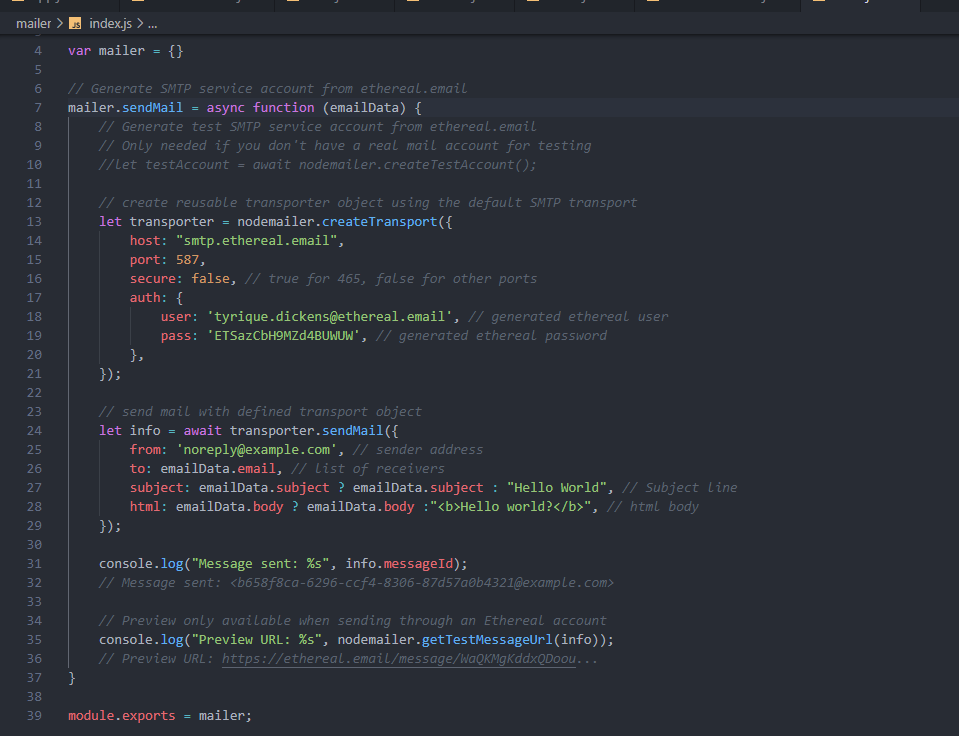 mailer > JS index.js > ...
4 var mailer = {}
5
6 // Generate SMTP service account from ethereal.email
7 mailer.sendMail = async function (emailData) {
8 // Generate test SMTP service account from ethereal.email
9 // Only needed if you don't have a real mail account for testing
10 //let testAccount = await nodemailer.createTestAccount();
11
12 // create reusable transporter object using the default SMTP transport
13 let transporter = nodemailer.createTransport({
14 host: "smtp.ethereal.email",
15 port: 587,
16 secure: false, // true for 465, false for other ports
17 auth: {
18 user: 'tyrique.dickens@ethereal.email', // generated ethereal user
19 pass: 'ETSazCbH9MZd4BUWUW', // generated ethereal password
20 },
21 });
22
23 // send mail with defined transport object
24 let info = await transporter.sendMail({
25 from: 'noreply@example.com', // sender address
26 to: emailData.email, // list of receivers
27 subject: emailData.subject ? emailData.subject : "Hello World", // Subject line
28 html: emailData.body ? emailData.body :"<b>Hello world?</b>", // html body
29 });
30
31 console.log("Message sent: %s", info.messageId);
32 // Message sent: <b658f8ca-6296-ccf4-8306-87d57a0b4321@example.com>
33
34 // Preview only available when sending through an Ethereal account
35 console.log("Preview URL: %s", nodemailer.getTestMessageUrl(info));
36 // Preview URL: https://ethereal.email/message/WaQKMgKddxQDoou...
37 }
38
39 module.exports = mailer;